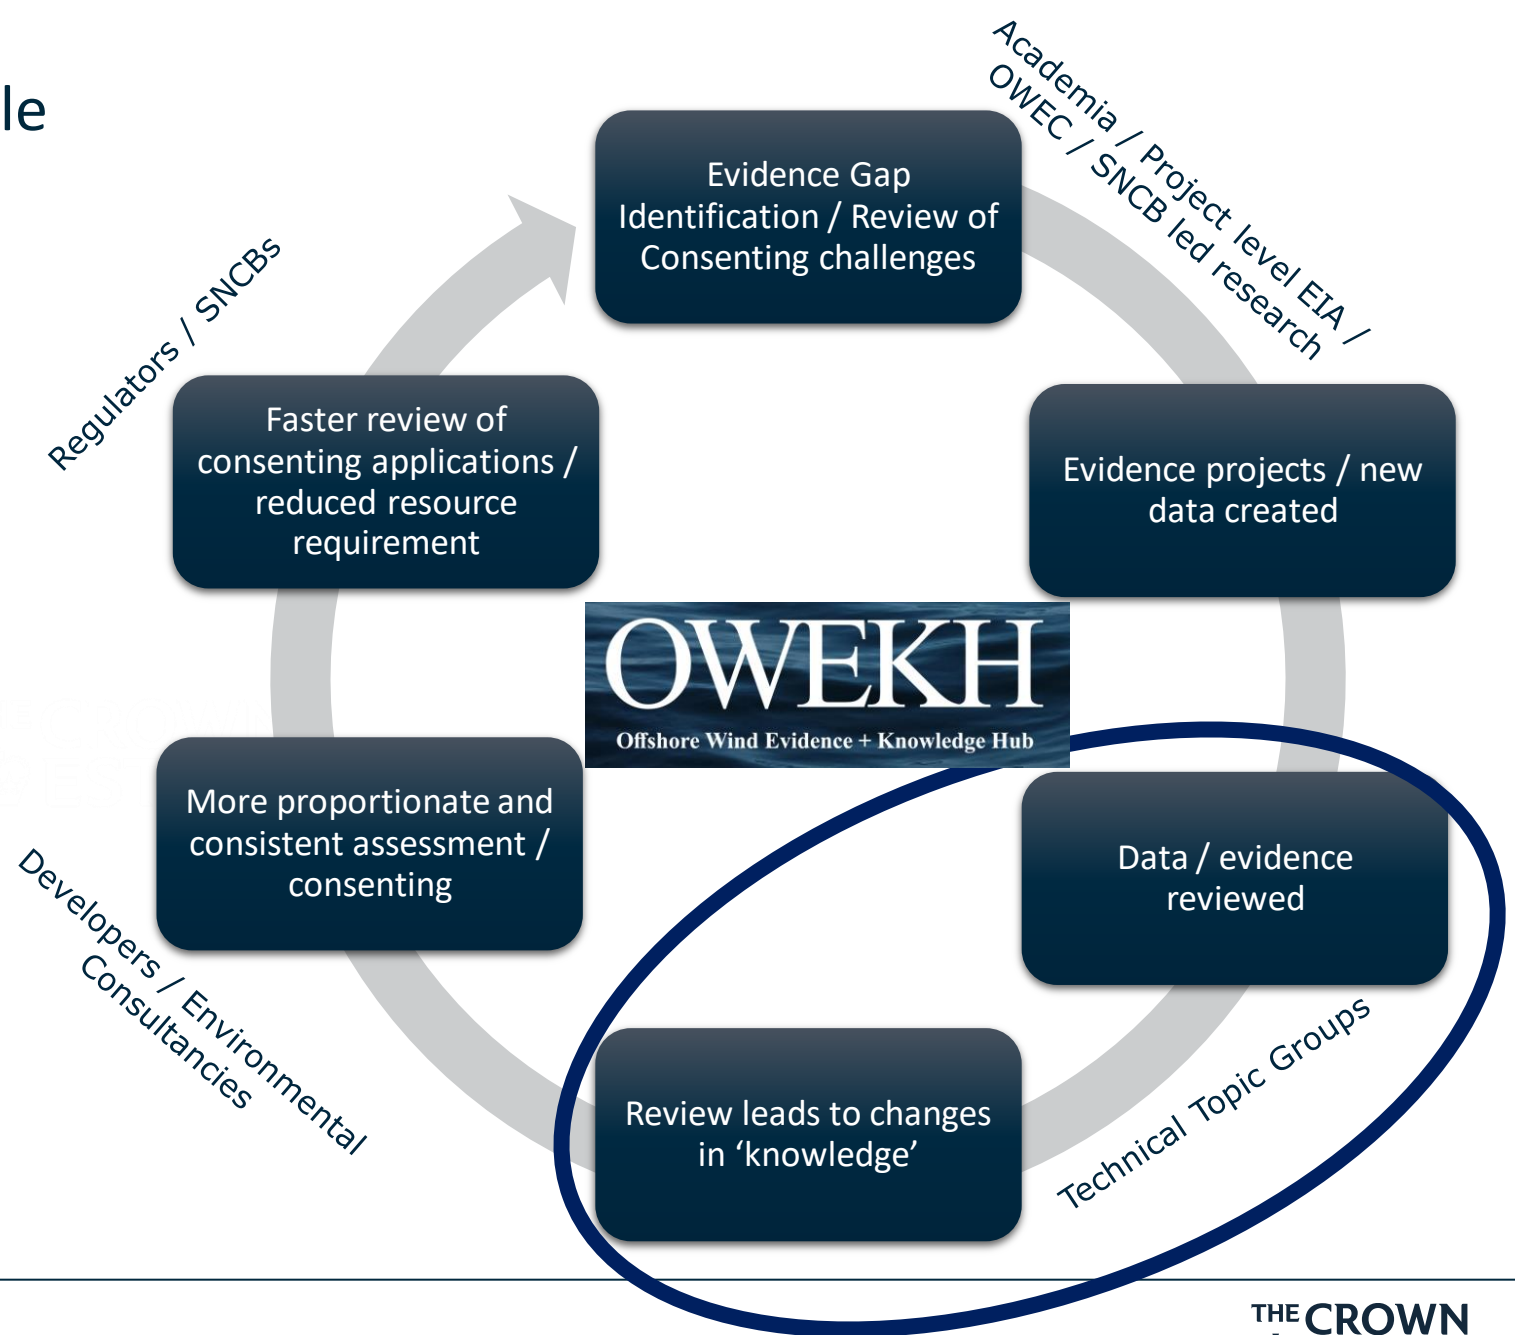 le
Academia / Project level EIA /
OWEC / SNCB led research
Evidence Gap
Identification / Review of
Consenting challenges
Regulators / SNCBs
Faster review of
consenting applications /
reduced resource
requirement
Evidence projects / new
data created
OWEKH
Offshore Wind Evidence + Knowledge Hub
More proportionate and
consistent assessment /
consenting
Data / evidence
reviewed
Developers / Environmental
Consultancies
Review leads to changes
in ‘knowledge’
Technical Topic Groups
THE CROWN